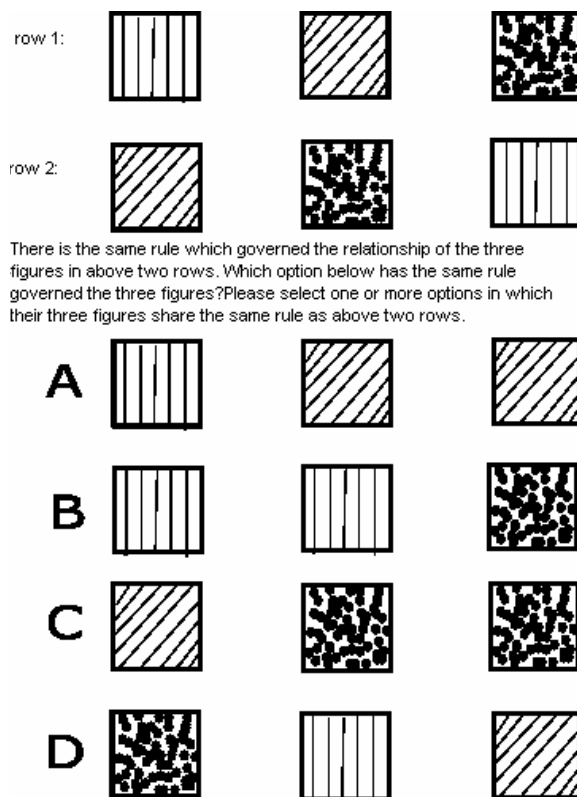 row 1:
row 2:
There is the same rule which governed the relationship of the three
figures in above two rows. Which option below has the same rule
governed the three figures?Please select one or more options in which
their three figures share the same rule as above two rows.
A
B
C
D